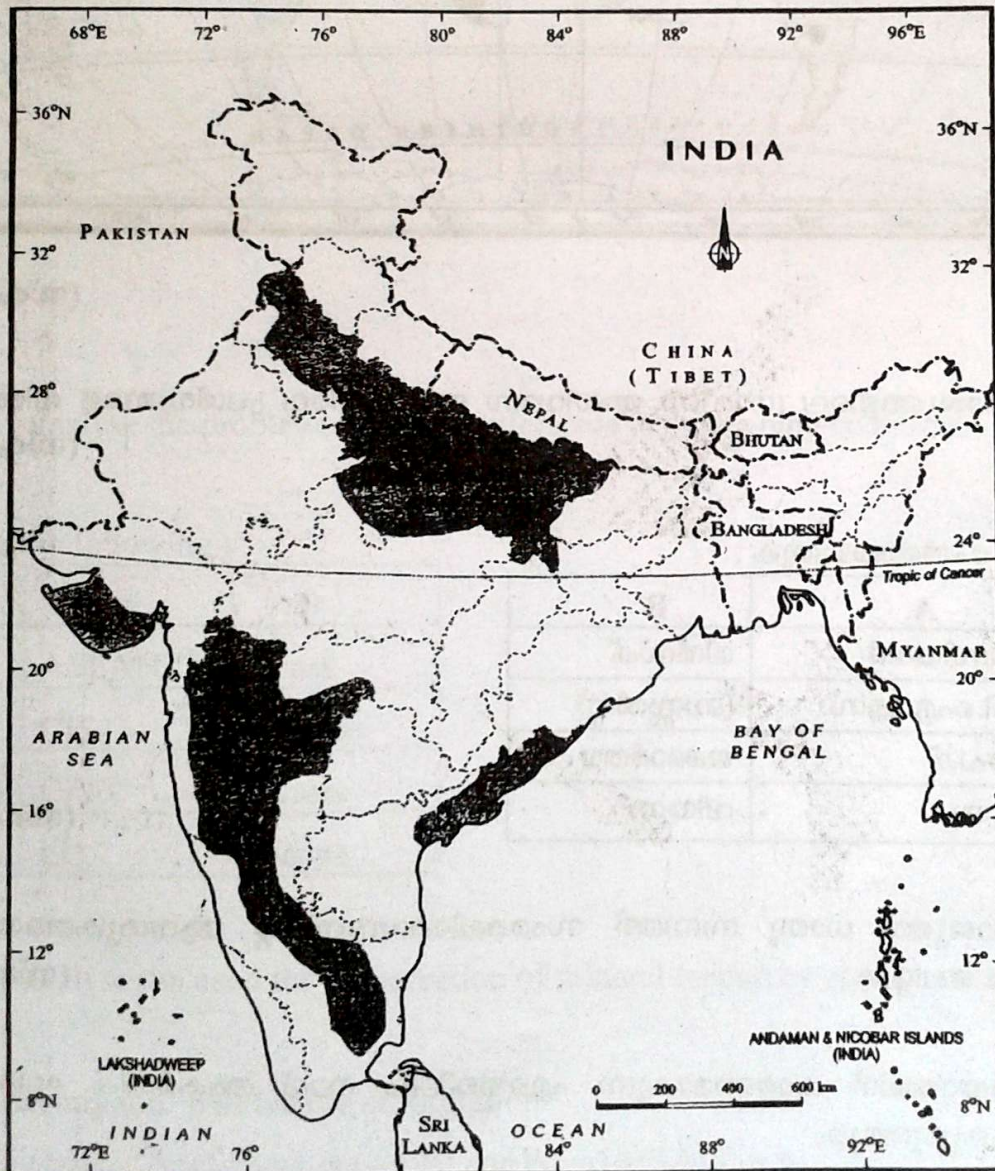 68°E 72° 76° 80° 84° 88° 92° 96°E
36°N 36°N
INDIA
PAKISTAN
N
32° 32°
CHINA
(TIBET)
28°
NEPAL
BHUTAN
BANGLADESH
24°
Tropic of Cancer
MYANMAR
20° 20°
ARABIAN
SEA
BAY OF
BENGAL
16°
12° 12°
ANDAMAN & NICOBAR ISLANDS
(INDIA)
LAKSHADWEEP
(INDIA)
0 200 400 600 km
8°N 8°N
INDIAN OCEAN
SRI
LANKA
72°E 76° 80° 84° 88° 92°E